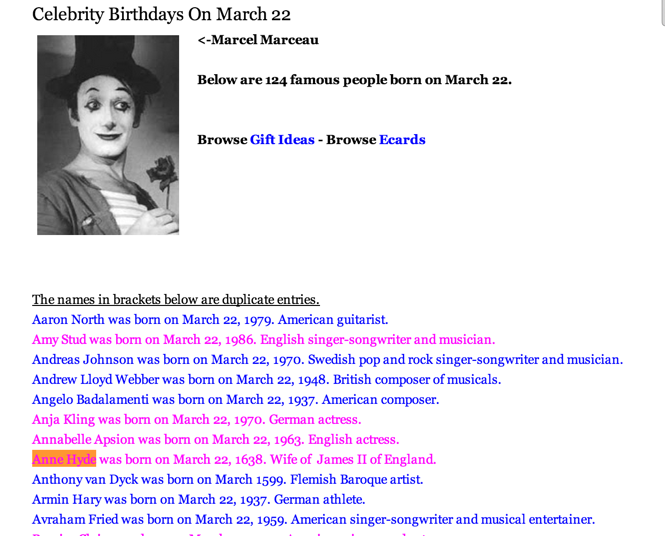 Celebrity Birthdays On March 22
<-Marcel Marceau
Below are 124 famous people born on March 22.
Browse Gift Ideas - Browse Ecards
The names in brackets below are duplicate entries.
Aaron North was born on March 22, 1979. American guitarist.
Amy Stud was born on March 22, 1986. English singer-songwriter and musician.
Andreas Johnson was born on March 22, 1970. Swedish pop and rock singer-songwriter and musician.
Andrew Lloyd Webber was born on March 22, 1948. British composer of musicals.
Angelo Badalamenti was born on March 22, 1937. American composer.
Anja Kling was born on March 22, 1970. German actress.
Annabelle Apsion was born on March 22, 1963. English actress.
Anne Hyde was born on March 22, 1638. Wife of James II of England.
Anthony van Dyck was born on March 1599. Flemish Baroque artist.
Armin Hary was born on March 22, 1937. German athlete.
Avraham Fried was born on March 22, 1959. American singer-songwriter and musical entertainer.